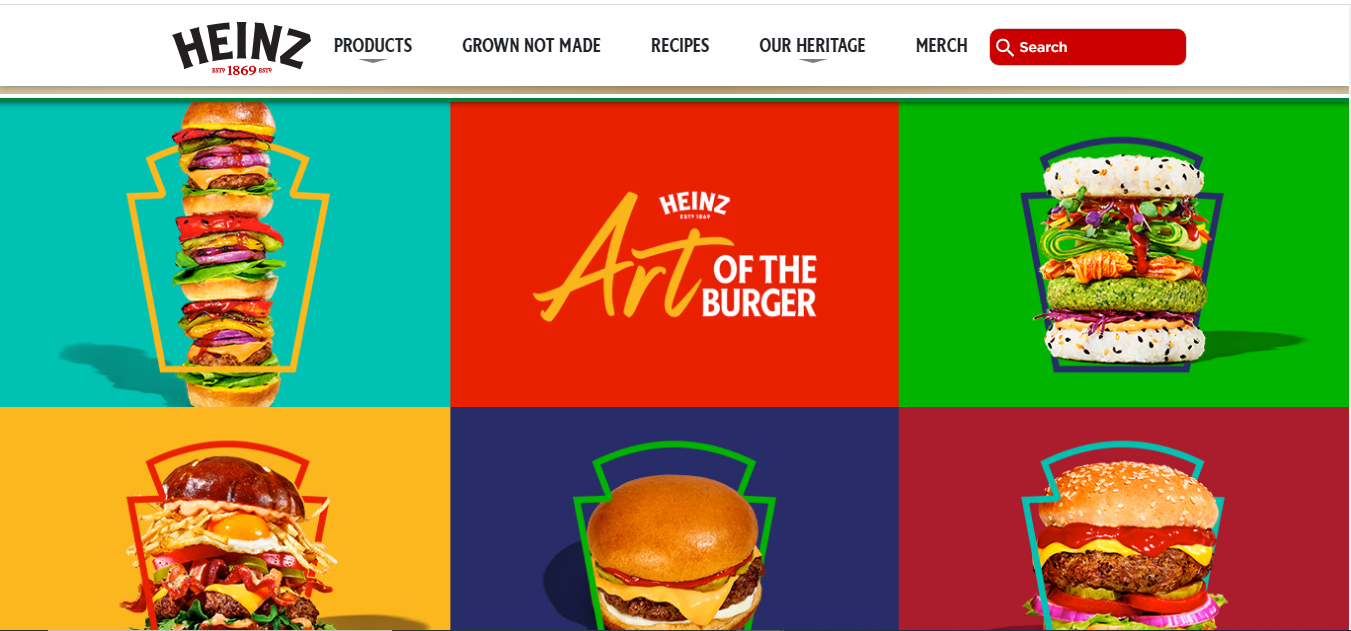 HEINZ
ESTD 1869 ESTD
PRODUCTS
GROWN NOT MADE
RECIPES
OUR HERITAGE
MERCH
Search
HEINZ
ESTD 1869
Art OF THE
BURGER